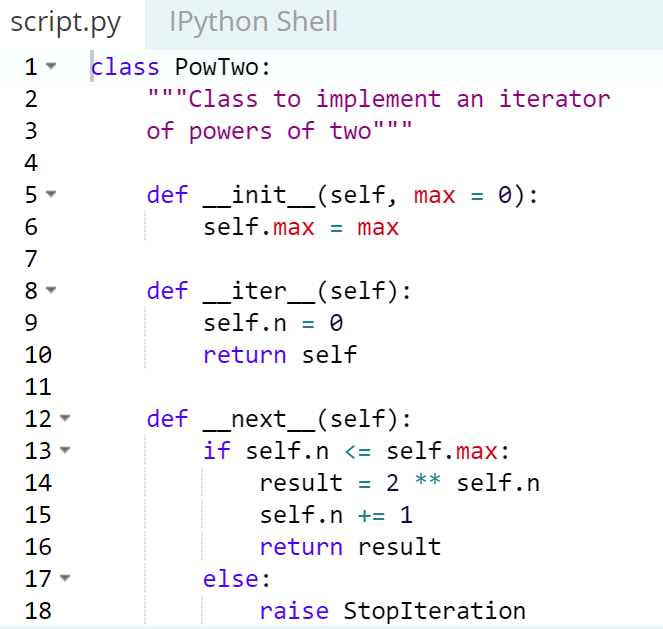 script.py IPython Shell
1 class PowTwo:
2     """Class to implement an iterator
3     of powers of two"""
4
5     def __init__(self, max = 0):
6         self.max = max
7
8     def __iter__(self):
9         self.n = 0
10         return self
11
12     def __next__(self):
13         if self.n <= self.max:
14             result = 2 ** self.n
15             self.n += 1
16             return result
17         else:
18             raise StopIteration